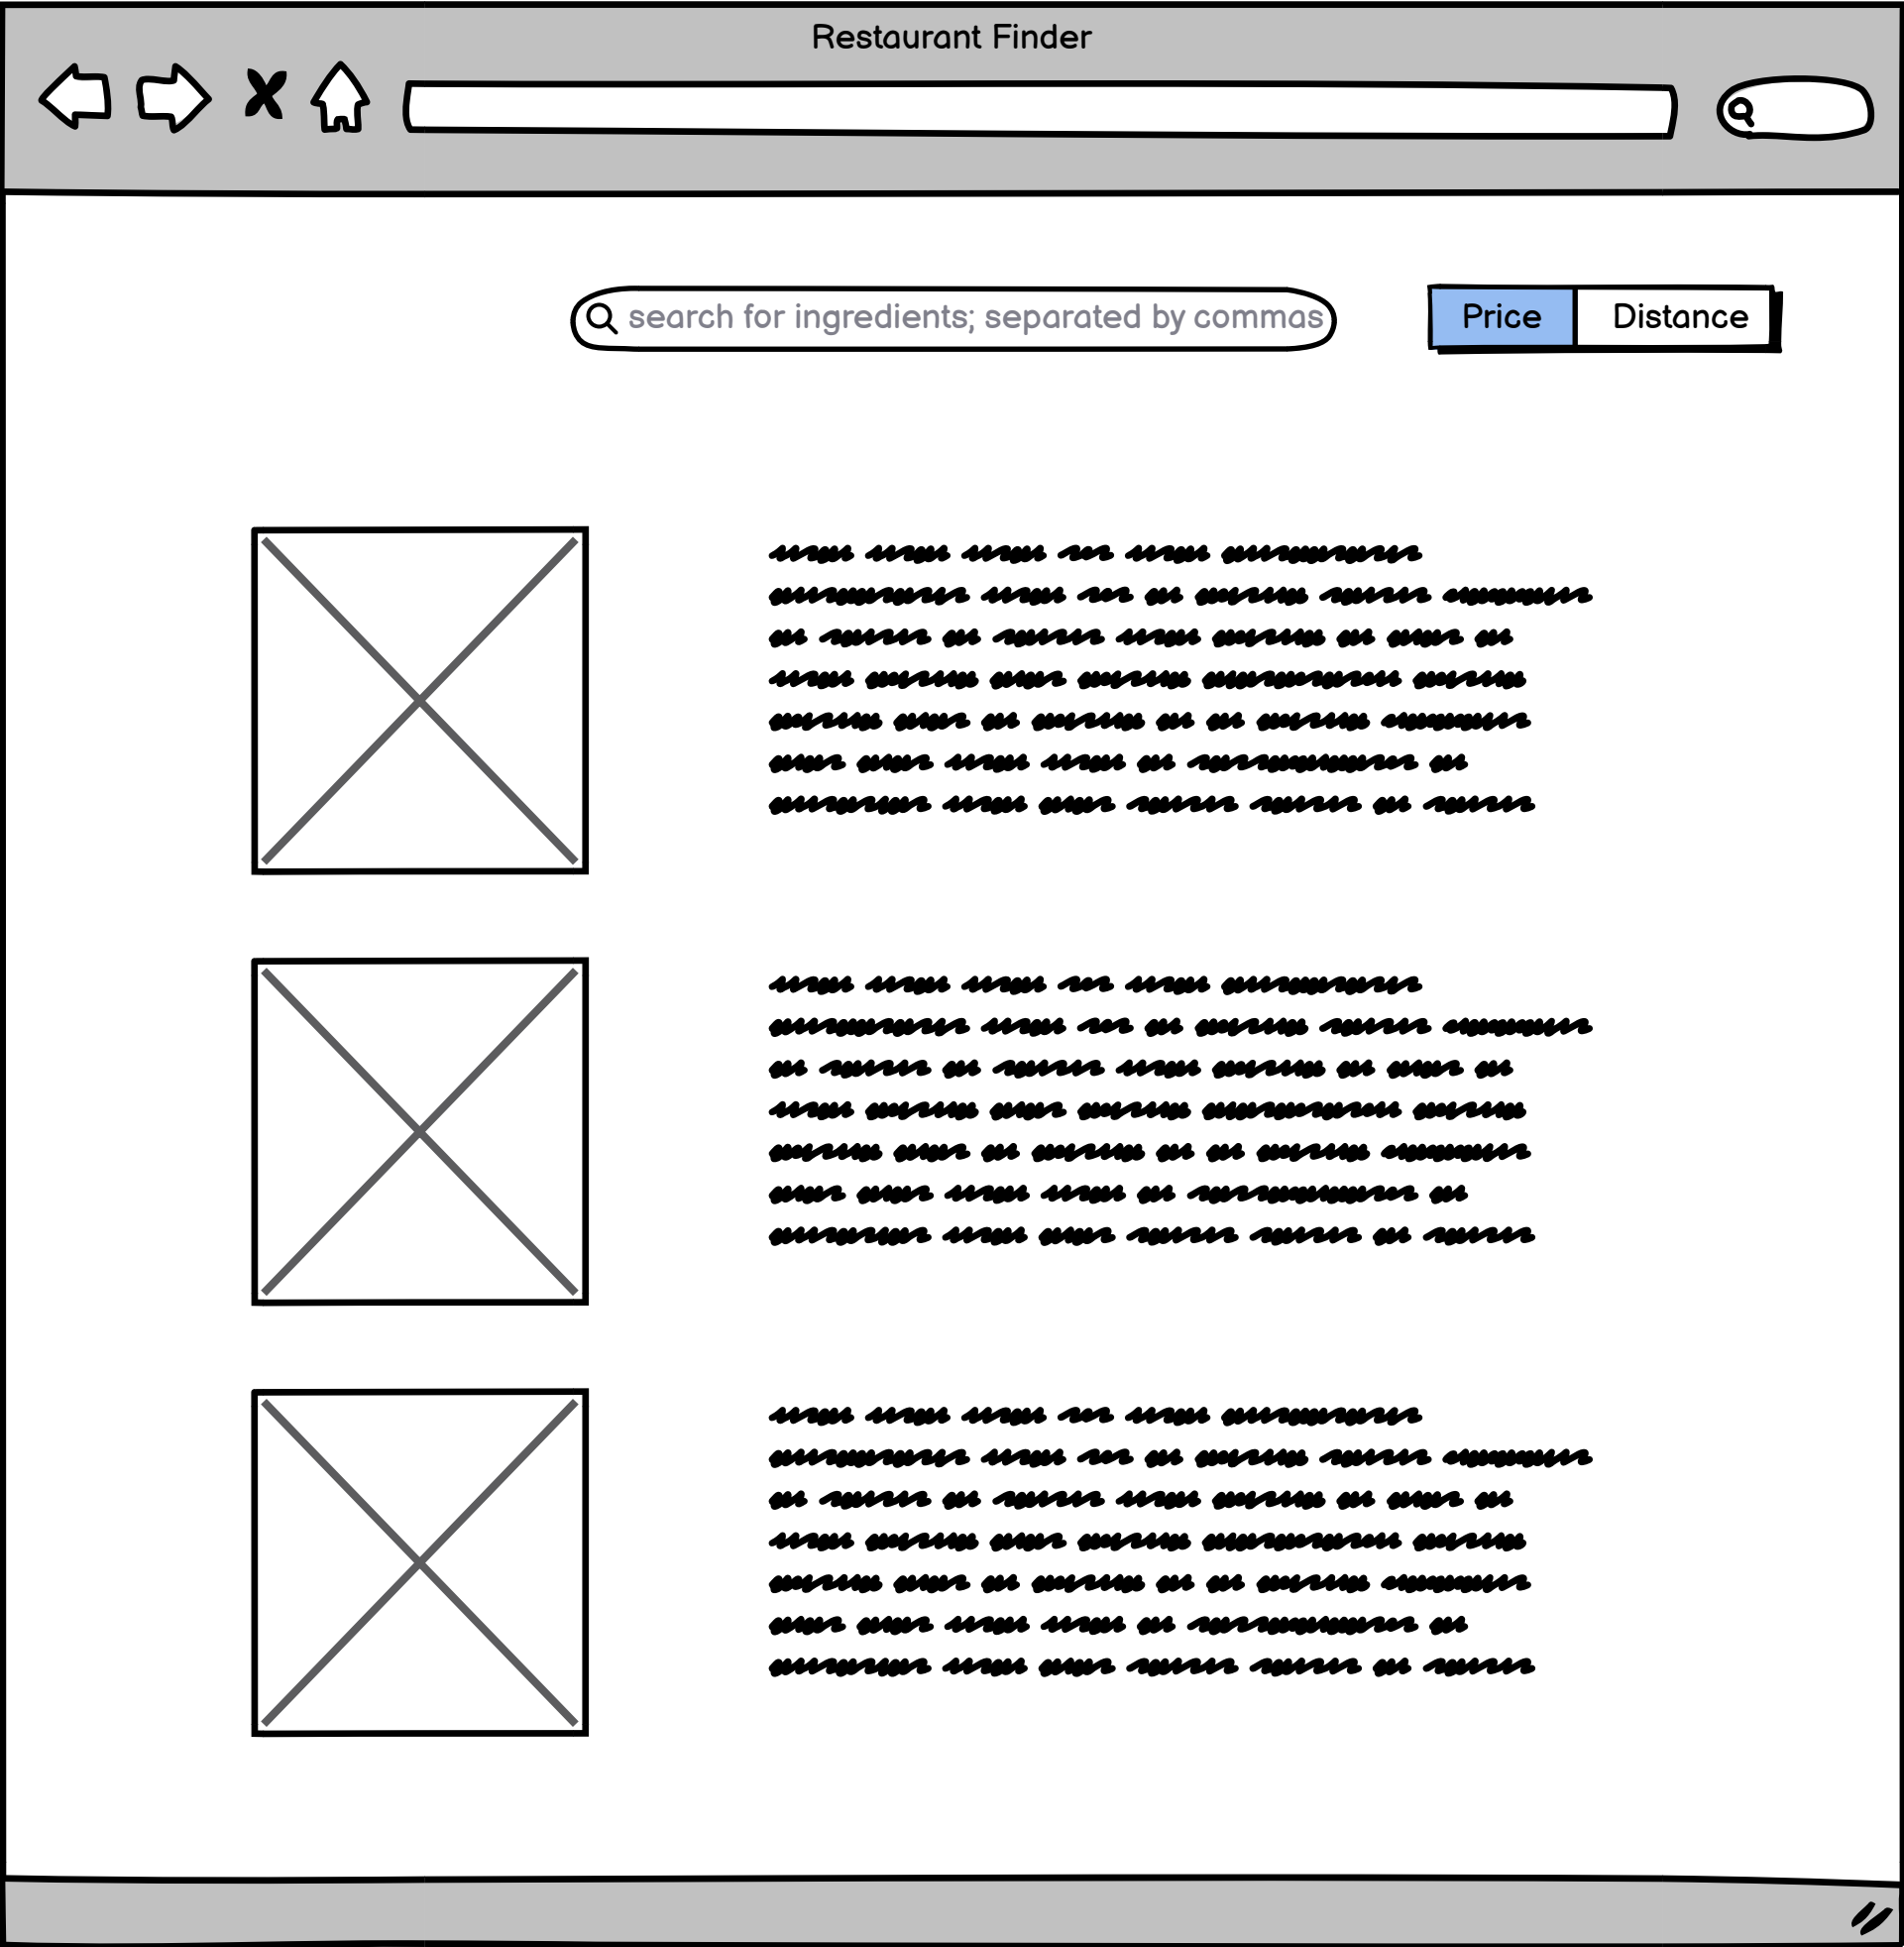 Restaurant Finder
search for ingredients; separated by commas
Price
Distance